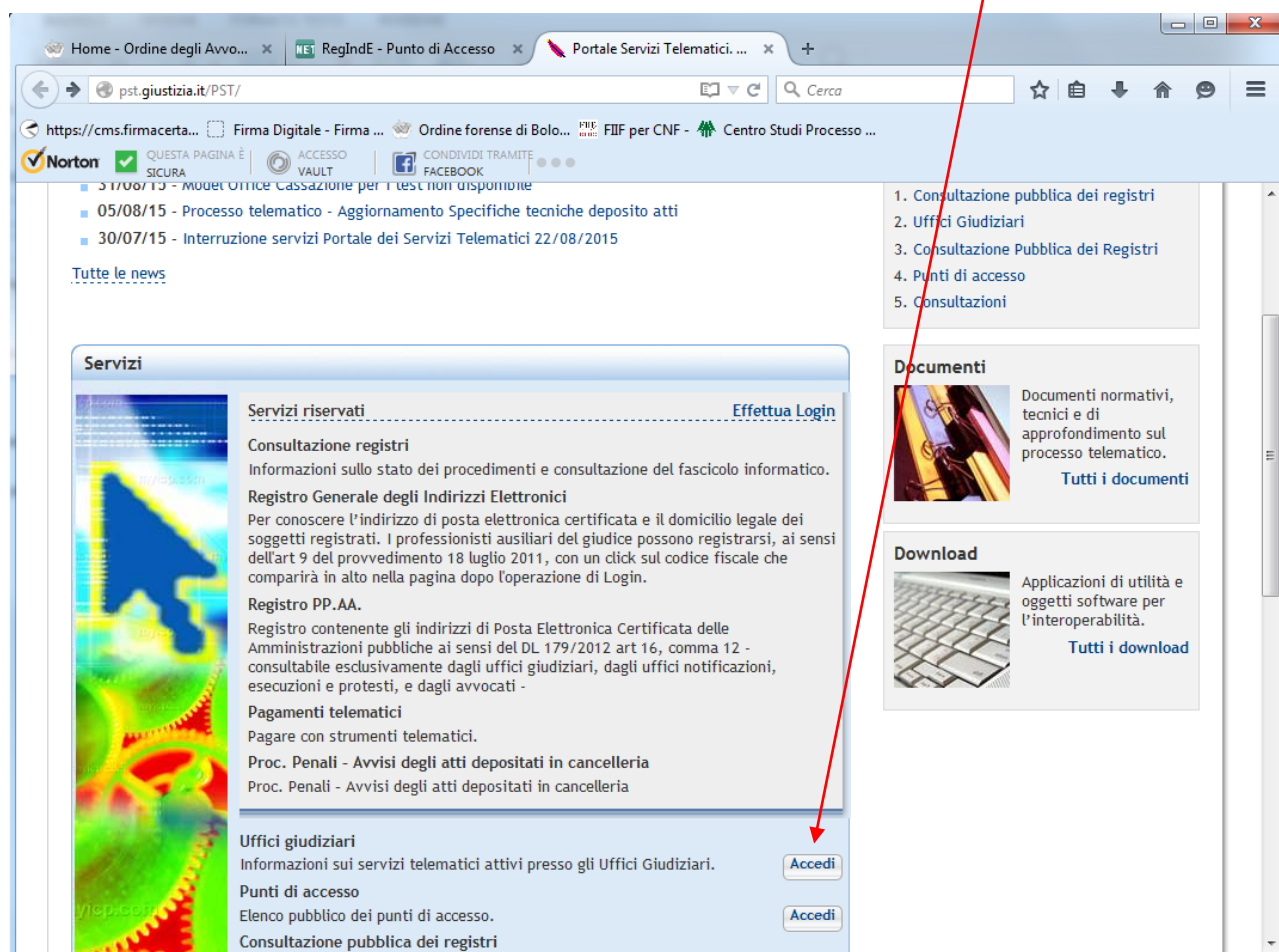 Home - Ordine degli Avvo...
RegIndE - Punto di Accesso
Portale Servizi Telematici. ...
pst.giustizia.it/PST/
Cerca
https://cms.firmacerta...
Firma Digitale - Firma ...
Ordine forense di Bolo...
FIIF per CNF -
Centro Studi Processo ...
Norton
QUESTA PAGINA È
SICURA
ACCESSO
VAULT
CONDIVIDI TRAMITE
FACEBOOK
31/08/15 - Model Office Cassazione per i test non disponibile
05/08/15 - Processo telematico - Aggiornamento Specifiche tecniche deposito atti
30/07/15 - Interruzione servizi Portale dei Servizi Telematici 22/08/2015
Tutte le news
1. Consultazione pubblica dei registri
2. Uffici Giudiziari
3. Consultazione Pubblica dei Registri
4. Punti di accesso
5. Consultazioni
Servizi
Servizi riservati
Effettua Login
Consultazione registri
Informazioni sullo stato dei procedimenti e consultazione del fascicolo informatico.
Registro Generale degli Indirizzi Elettronici
Per conoscere l'indirizzo di posta elettronica certificata e il domicilio legale dei
soggetti registrati. I professionisti ausiliari del giudice possono registrarsi, ai sensi
dell'art 9 del provvedimento 18 luglio 2011, con un click sul codice fiscale che
comparirà in alto nella pagina dopo l'operazione di Login.
Registro PP.AA.
Registro contenente gli indirizzi di Posta Elettronica Certificata delle
Amministrazioni pubbliche ai sensi del DL 179/2012 art 16, comma 12 -
consultabile esclusivamente dagli uffici giudiziari, dagli uffici notificazioni,
esecuzioni e protesti, e dagli avvocati -
Pagamenti telematici
Pagare con strumenti telematici.
Proc. Penali - Avvisi degli atti depositati in cancelleria
Proc. Penali - Avvisi degli atti depositati in cancelleria
Uffici giudiziari
Informazioni sui servizi telematici attivi presso gli Uffici Giudiziari.
Accedi
Punti di accesso
Elenco pubblico dei punti di accesso.
Accedi
Consultazione pubblica dei registri
Documenti
Documenti normativi,
tecnici e di
approfondimento sul
processo telematico.
Tutti i documenti
Download
Applicazioni di utilità e
oggetti software per
l'interoperabilità.
Tutti i download